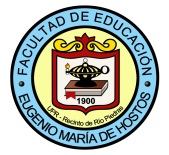 FACULTAD DE EDUCACIÓN
1900
UPR - Recinto de Río Piedras
EUGENIO MARÍA DE HOSTOS